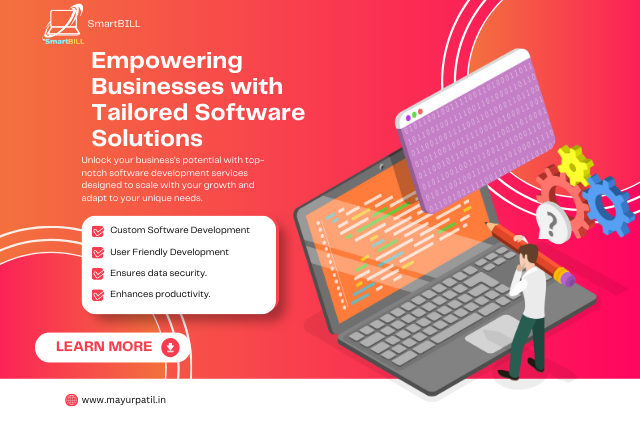 SmartBILL
SmartBILL
Empowering
Businesses with
Tailored Software
Solutions
Unlock your business's potential with top-
notch software development services
designed to scale with your growth and
adapt to your unique needs.
Custom Software Development
User Friendly Development
Ensures data security.
Enhances productivity.
LEARN MORE
www.mayurpatil.in
?